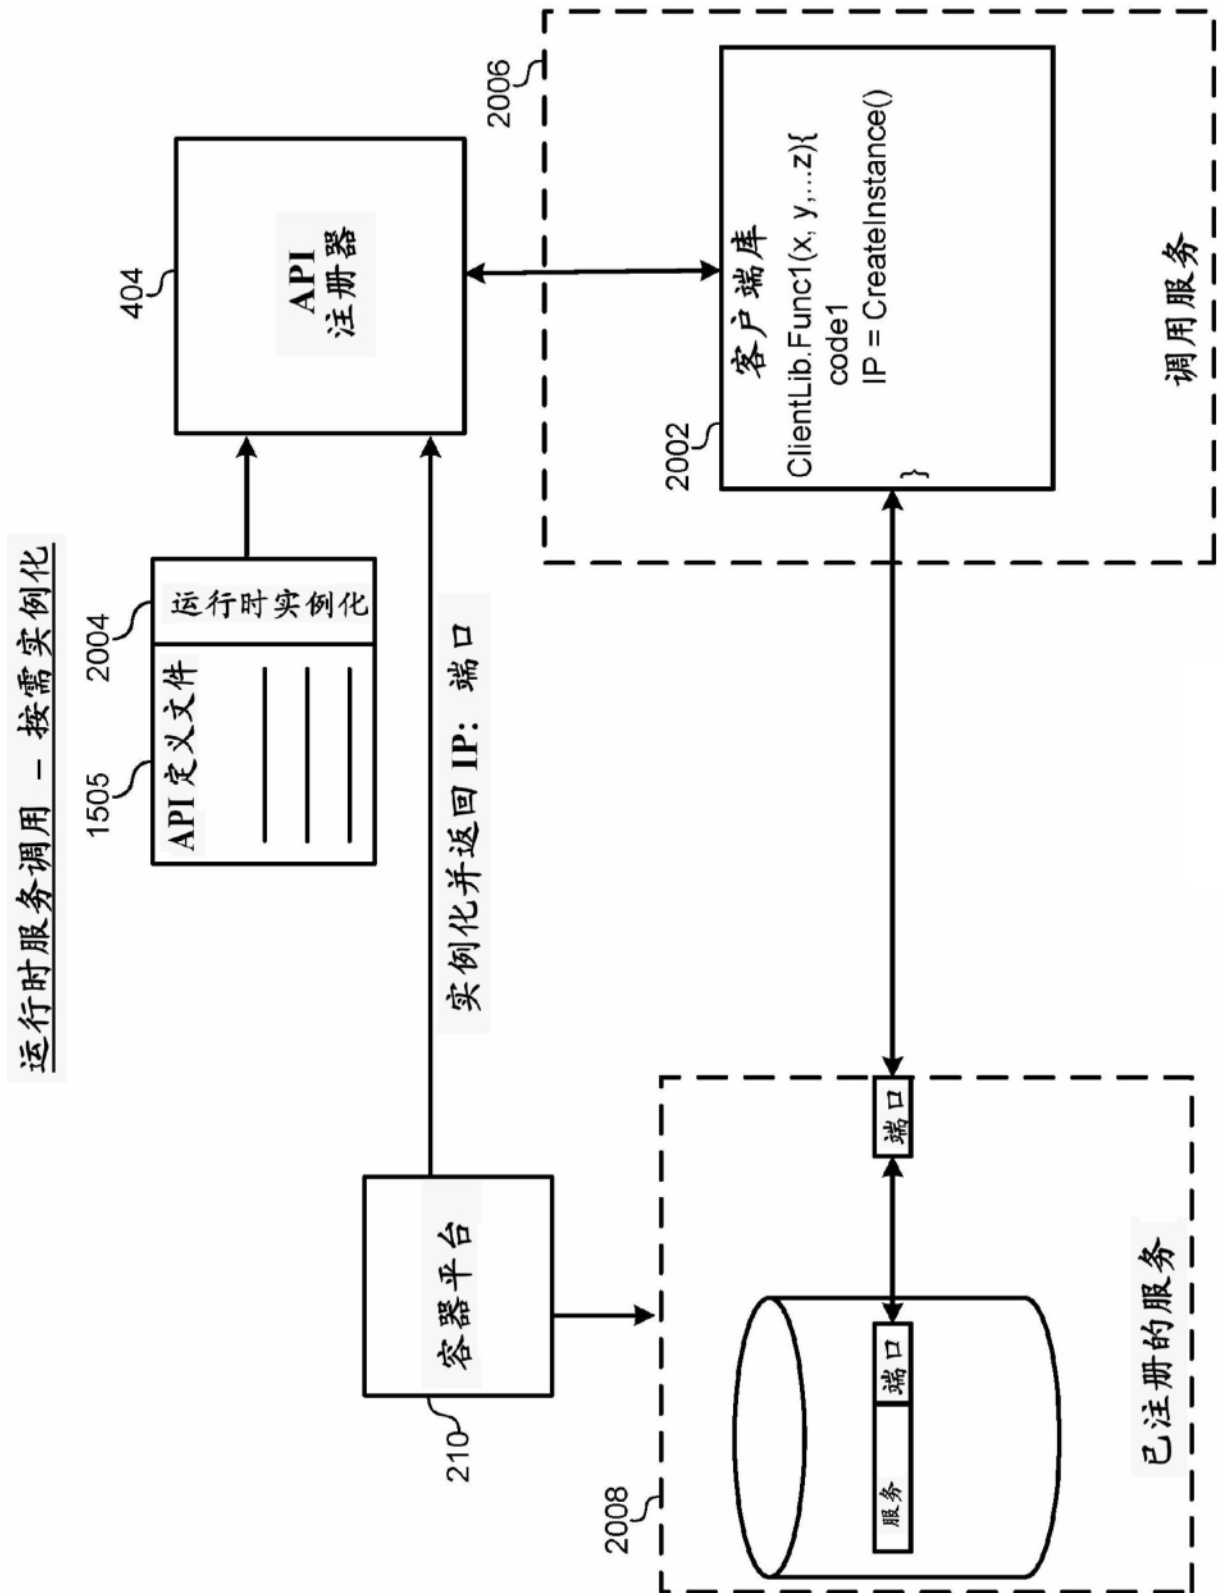 运行时服务调用 – 按需实例化
1505
2004
API 定义文件
运行时实例化
404
API
注册器
210
容器平台
实例化并返回 IP: 端口
2006
2002
客户端库
ClientLib.Func1(x, y,...z){
code1
IP = CreateInstance()
}
调用服务
2008
服务
端口
端口
已注册的服务